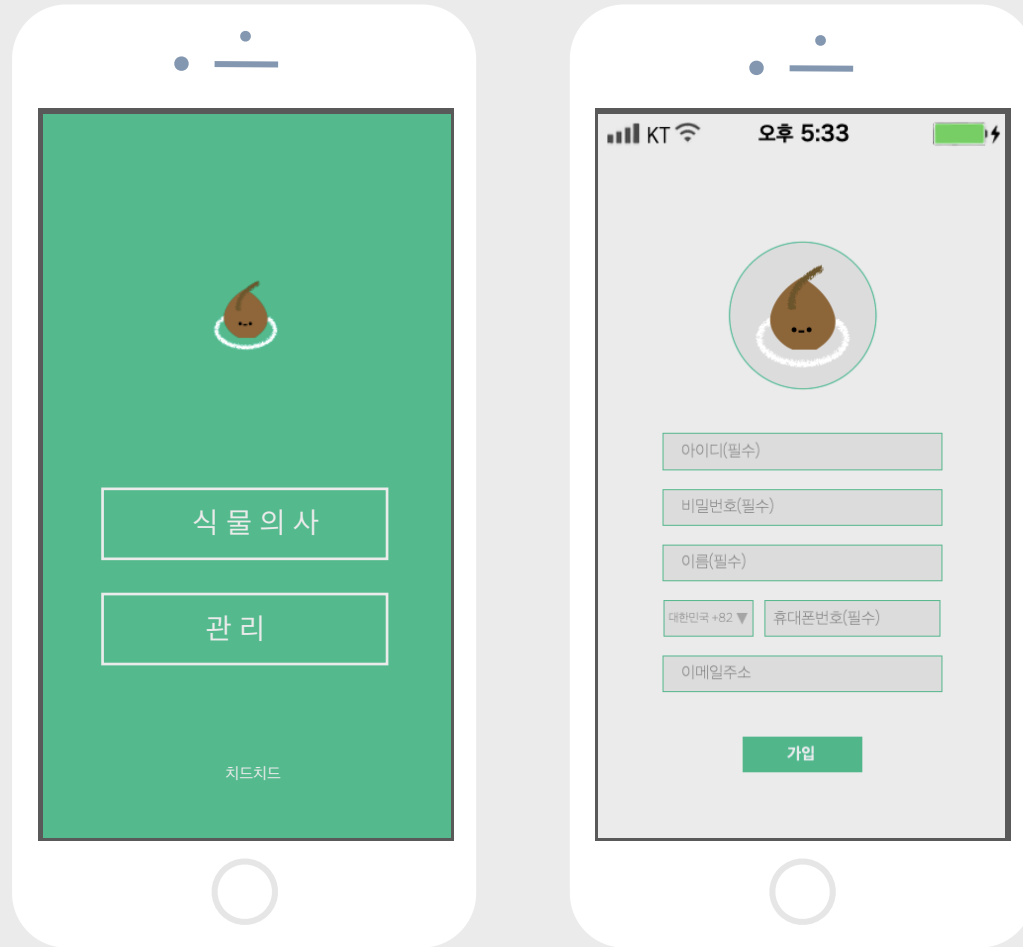 식물의사
관리
치드치드
KT 오후 5:33
아이디(필수)
비밀번호(필수)
이름(필수)
대한민국 +82 ▼ 휴대폰번호(필수)
이메일주소
가입